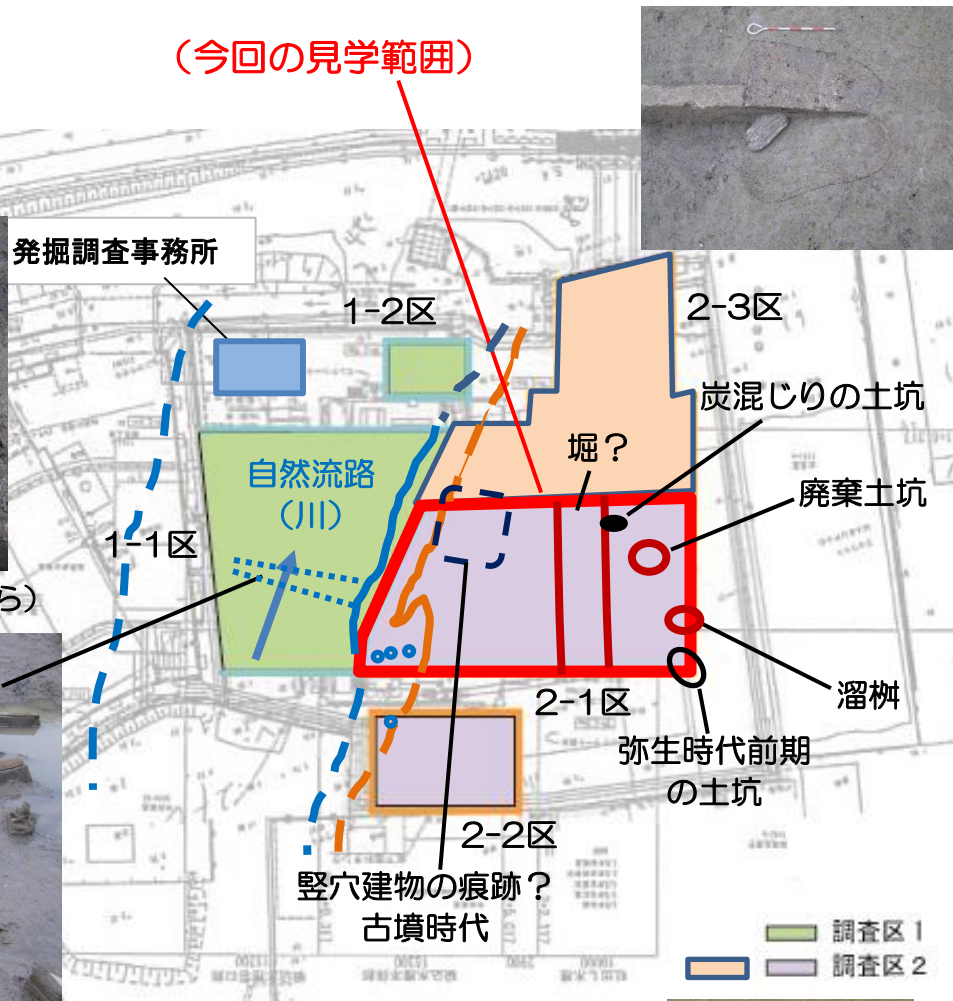 （今回の見学範囲）
発掘調査事務所
1-2区
2-3区
炭混じりの土坑
堀？
廃棄土坑
自然流路
（川）
1-1区
ら）
溜桝
2-1区
弥生時代前期
の土坑
2-2区
竪穴建物の痕跡？
古墳時代
調査区１
調査区２